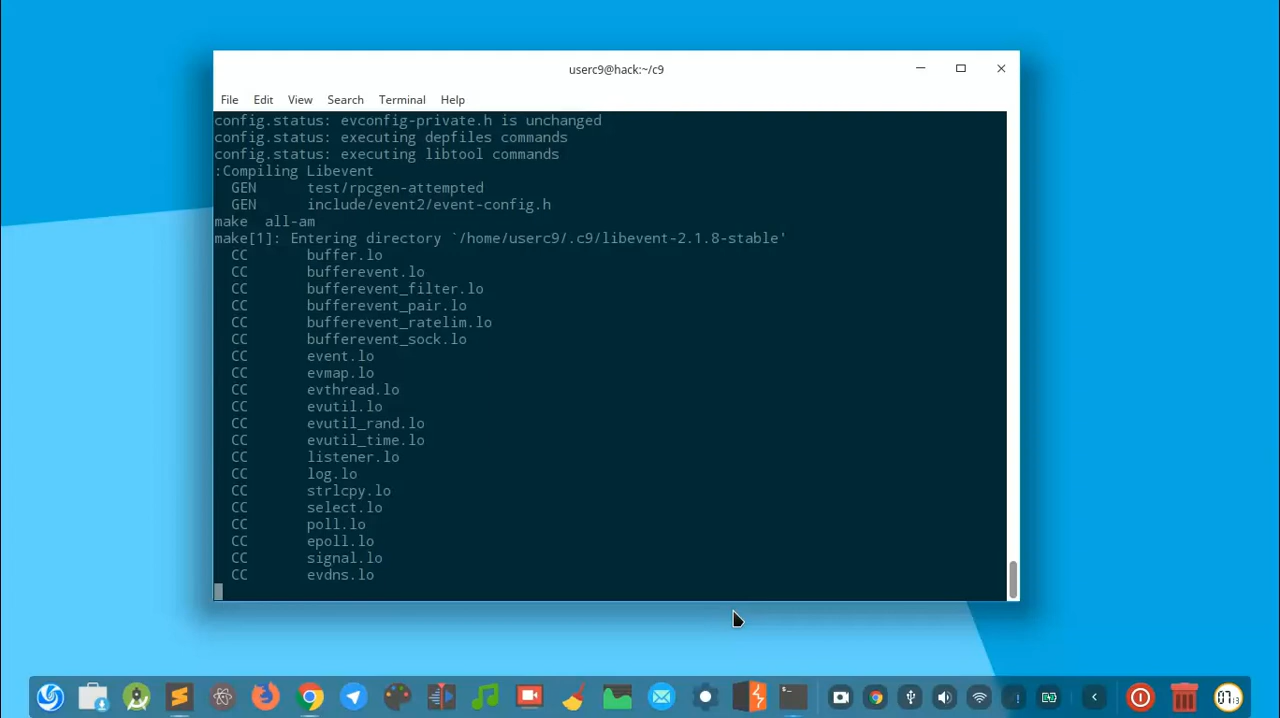 userc9@hack:~/c9
File Edit View Search Terminal Help
config.status: evconfig-private.h is unchanged
config.status: executing depfiles commands
config.status: executing libtool commands
:Compiling Libevent
GEN test/rpcgen-attempted
GEN include/event2/event-config.h
make all-am
make[1]: Entering directory `/home/userc9/.c9/libevent-2.1.8-stable'
CC buffer.lo
CC bufferevent.lo
CC bufferevent_filter.lo
CC bufferevent_pair.lo
CC bufferevent_ratelim.lo
CC bufferevent_sock.lo
CC event.lo
CC evmap.lo
CC evthread.lo
CC evutil.lo
CC evutil_rand.lo
CC evutil_time.lo
CC listener.lo
CC log.lo
CC strlcpy.lo
CC select.lo
CC poll.lo
CC epoll.lo
CC signal.lo
CC evdns.lo